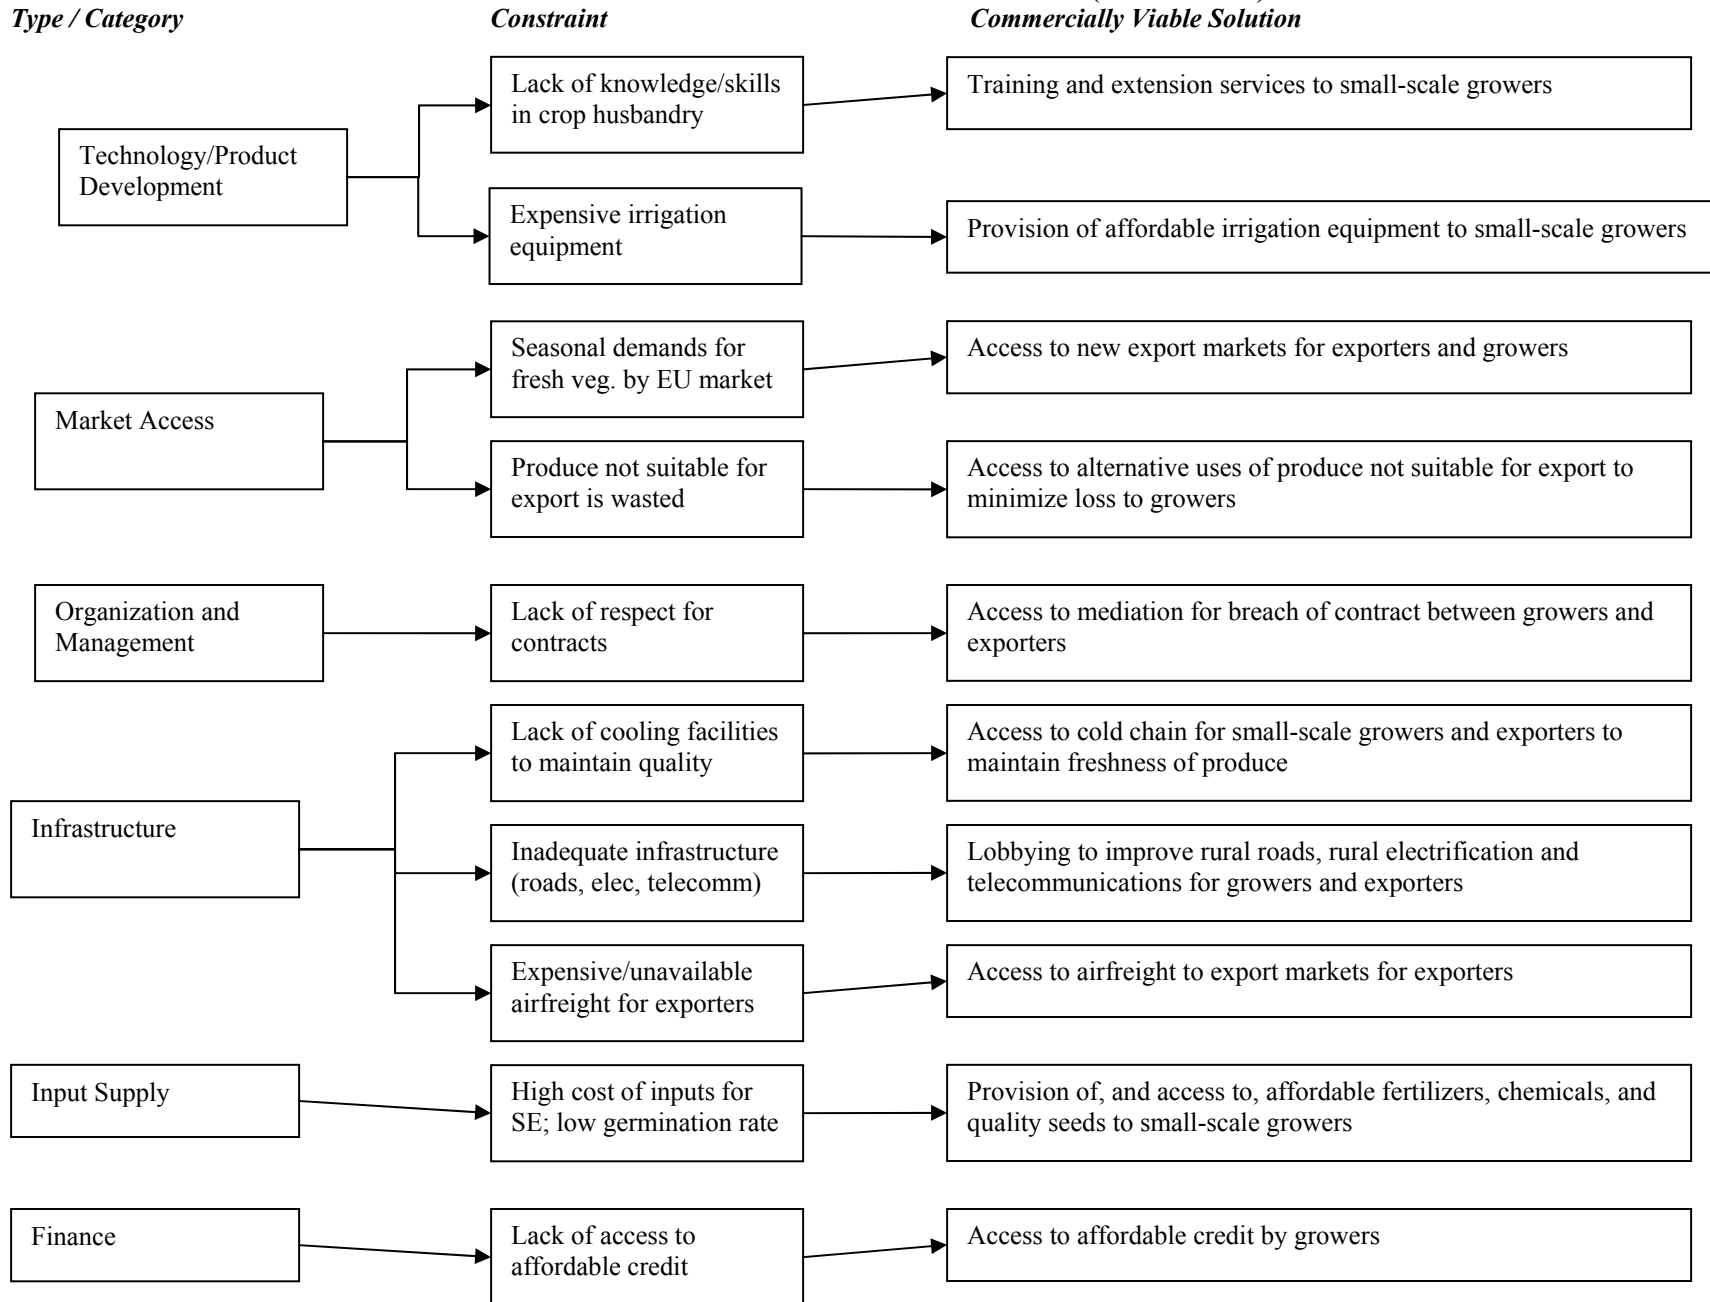 Type / Category
Constraint
Commercially Viable Solution
Technology/Product
Development
Lack of knowledge/skills
in crop husbandry
Training and extension services to small-scale growers
Expensive irrigation
equipment
Provision of affordable irrigation equipment to small-scale growers
Market Access
Seasonal demands for
fresh veg. by EU market
Access to new export markets for exporters and growers
Produce not suitable for
export is wasted
Access to alternative uses of produce not suitable for export to
minimize loss to growers
Organization and
Management
Lack of respect for
contracts
Access to mediation for breach of contract between growers and
exporters
Infrastructure
Lack of cooling facilities
to maintain quality
Access to cold chain for small-scale growers and exporters to
maintain freshness of produce
Inadequate infrastructure
(roads, elec, telecomm)
Lobbying to improve rural roads, rural electrification and
telecommunications for growers and exporters
Expensive/unavailable
airfreight for exporters
Access to airfreight to export markets for exporters
Input Supply
High cost of inputs for
SE; low germination rate
Provision of, and access to, affordable fertilizers, chemicals, and
quality seeds to small-scale growers
Finance
Lack of access to
affordable credit
Access to affordable credit by growers